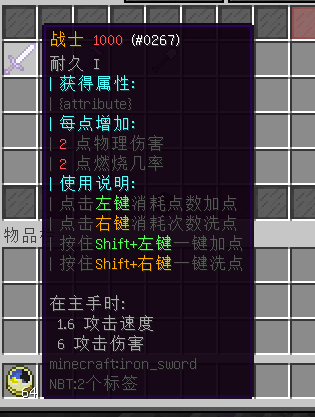 战士 1000 (#0267)
耐久 I
| 获得属性:
| {attribute}
| 每点增加:
| 2 点物理伤害
| 2 点燃烧几率
| 使用说明:
| 点击左键消耗点数加点
| 点击右键消耗次数洗点
| 按住Shift+左键一键加点
| 按住Shift+右键一键洗点
在主手时:
1.6 攻击速度
6 攻击伤害
minecraft:iron_sword
NBT:2个标签
物品
64